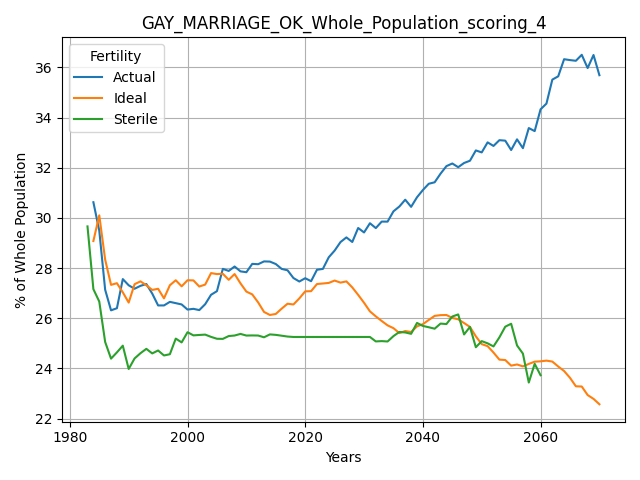 GAY_MARRIAGE_OK_Whole_Population_scoring_4
Fertility
Actual
Ideal
Sterile
% of Whole Population
36
34
32
30
28
26
24
22
1980
2000
2020
2040
2060
Years